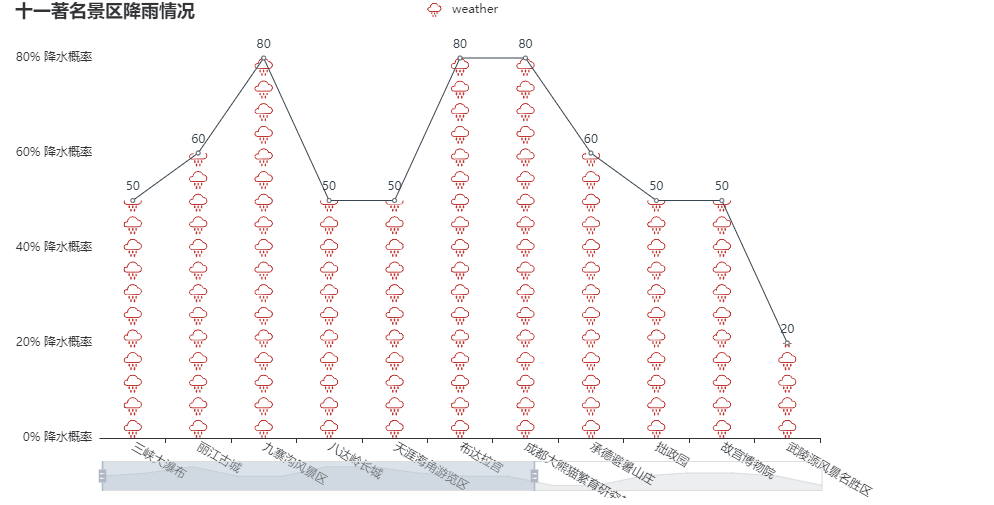 十一著名景区降雨情况
weather
80% 降水概率
60% 降水概率
40% 降水概率
20% 降水概率
0% 降水概率
50
60
80
50
50
80
80
60
50
50
20
三峡大瀑布
丽江古城
九寨沟风景区
八达岭长城
天涯海角游览区
布达拉宫
成都大熊猫繁育研究
承德避暑山庄
拙政园
故宫博物院
武陵源风景名胜区